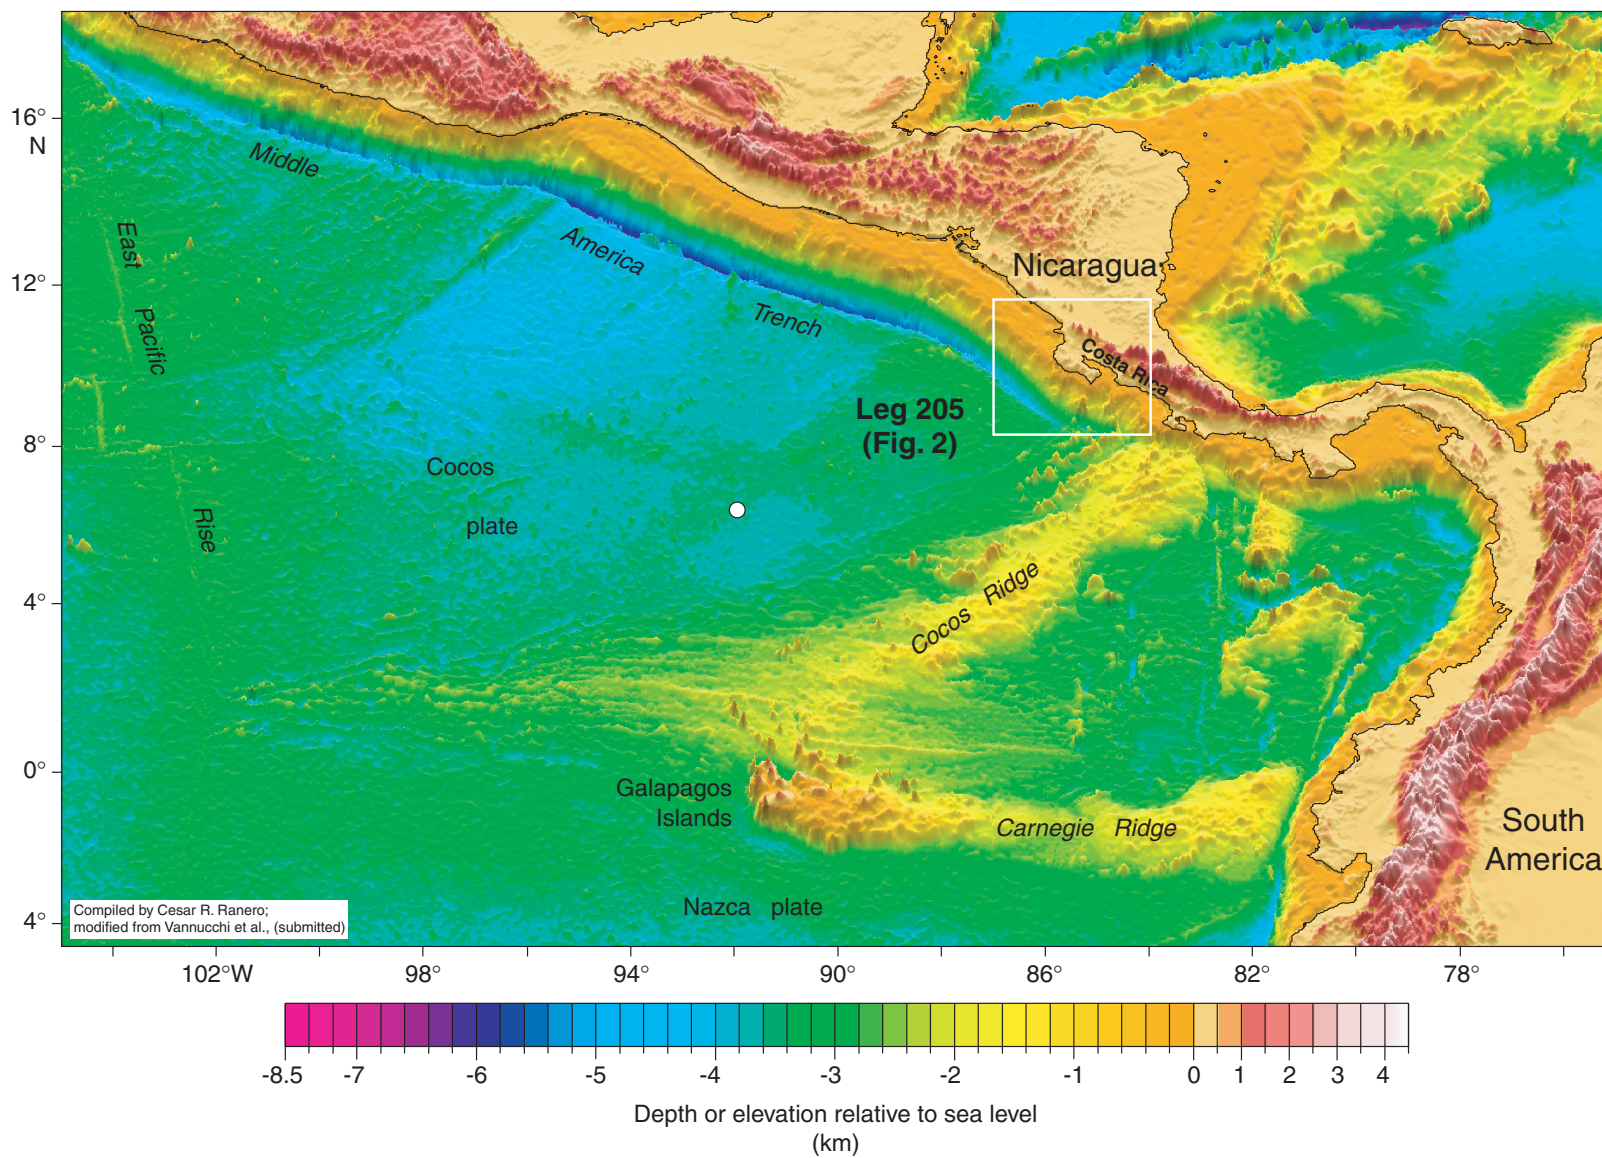 16°
N
12°
8°
4°
0°
4°
Middle
America
Trench
East
Pacific
Rise
Nicaragua
Costa Rica
Leg 205
(Fig. 2)
Cocos
plate
Cocos Ridge
Galapagos
Islands
Carnegie Ridge
South
America
Nazca plate
Compiled by Cesar R. Ranero;
modified from Vannucchi et al., (submitted)
102°W 98° 94° 90° 86° 82° 78°
-8.5 -7 -6 -5 -4 -3 -2 -1 0 1 2 3 4
Depth or elevation relative to sea level
(km)